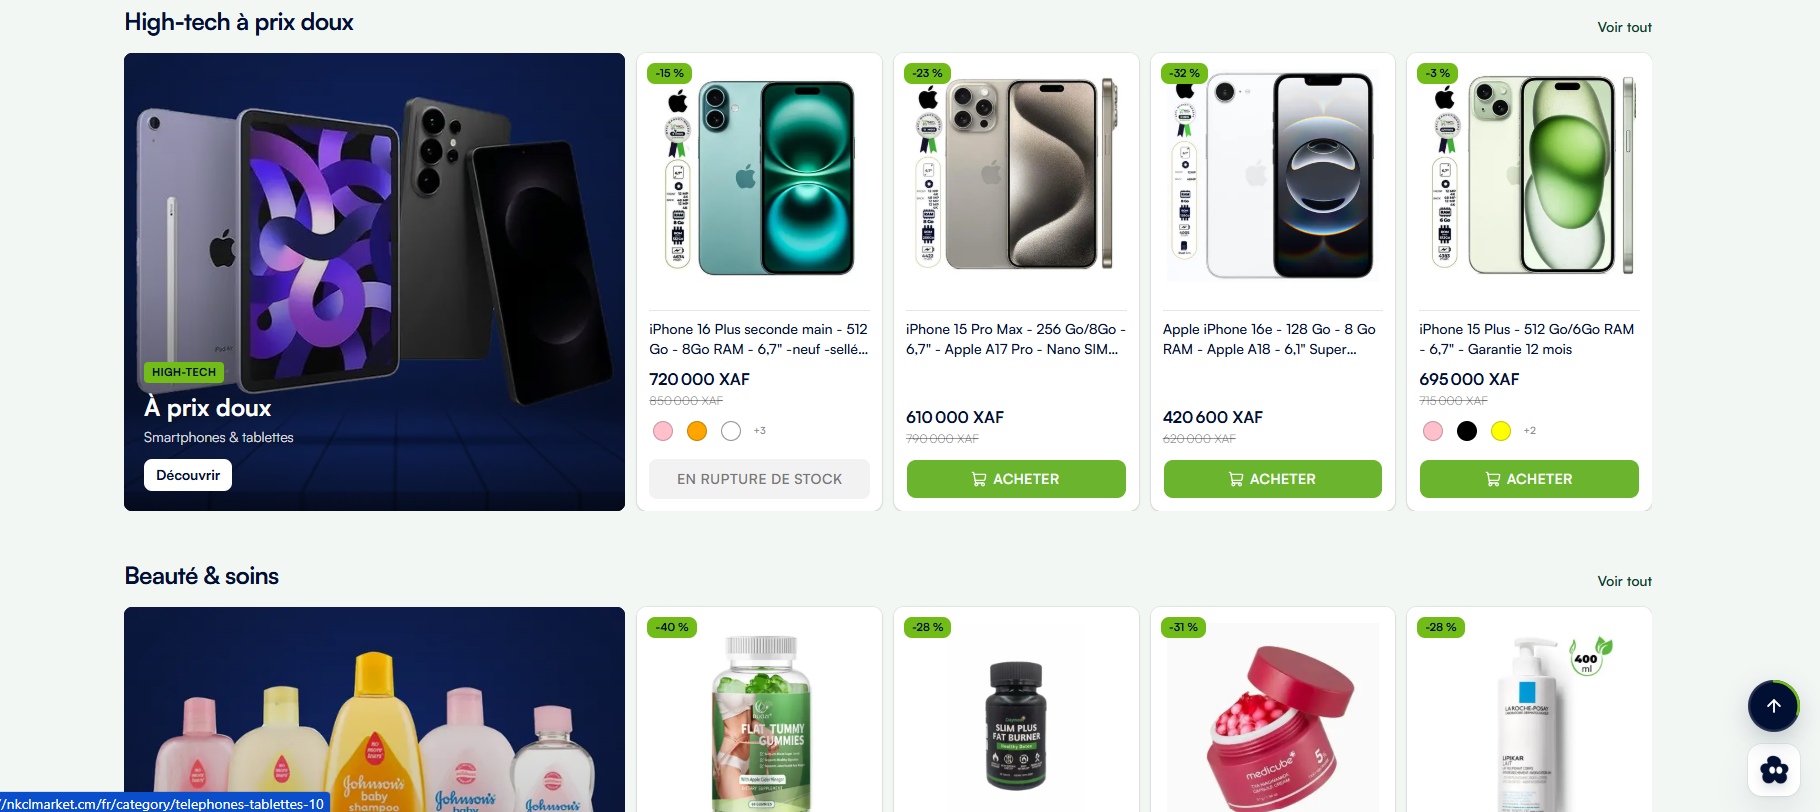 High-tech à prix doux
Voir tout
HIGH-TECH
À prix doux
Smartphones & tablettes
Découvrir
-15 %
iPhone 16 Plus seconde main - 512
Go - 8Go RAM - 6,7" -neuf -sellé...
720 000 XAF
850 000 XAF
+3
EN RUPTURE DE STOCK
-23 %
iPhone 15 Pro Max - 256 Go/8Go -
6,7" - Apple A17 Pro - Nano SIM...
610 000 XAF
790 000 XAF
ACHETER
-32 %
Apple iPhone 16e - 128 Go - 8 Go
RAM - Apple A18 - 6,1" Super...
420 600 XAF
620 000 XAF
ACHETER
-3 %
iPhone 15 Plus - 512 Go/6Go RAM
- 6,7" - Garantie 12 mois
695 000 XAF
715 000 XAF
+2
ACHETER
Beauté & soins
Voir tout
Johnson's
baby
shampoo
Johnson's
baby
Johnson's
-40 %
FLAT TUMMY
GUMMIES
-28 %
SLIM PLUS
FAT BURNER
Healthy Detox
-31 %
medicube
-28 %
400
ml
LA ROCHE-POSAY
LIPIKAR
LAIT
/nkclmarket.cm/fr/category/telephones-tablettes-10